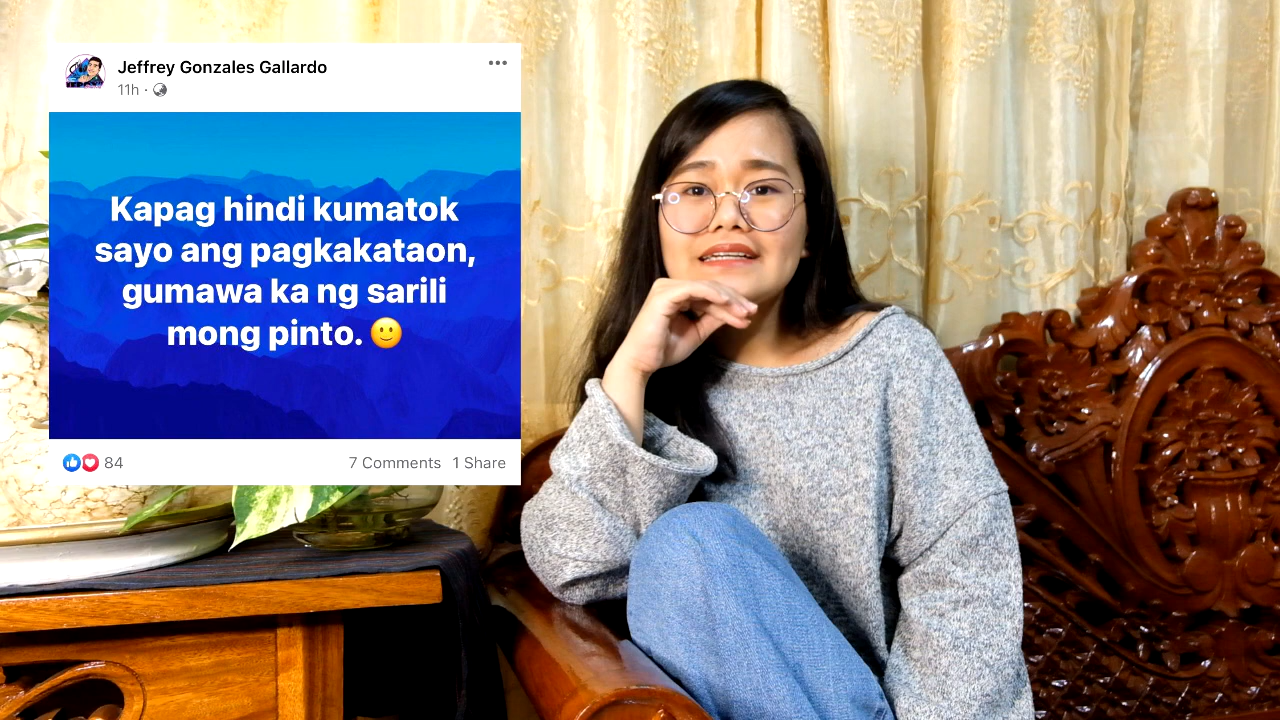 Jeffrey Gonzales Gallardo
11h ·
Kapag hindi kumatok
sayo ang pagkakataon,
gumawa ka ng sarili
mong pinto. 🙂
84
7 Comments 1 Share